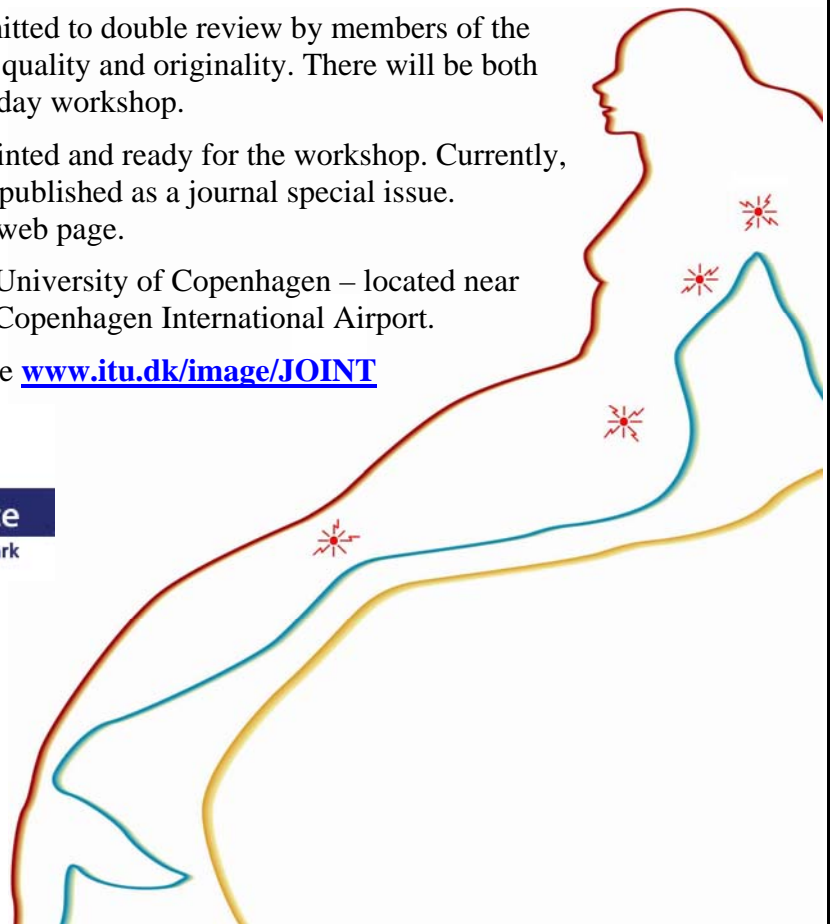 itted to double review by members of the
quality and originality. There will be both
day workshop.
inted and ready for the workshop. Currently,
published as a journal special issue.
web page.
University of Copenhagen – located near
Copenhagen International Airport.
e www.itu.dk/image/JOINT
e
rk